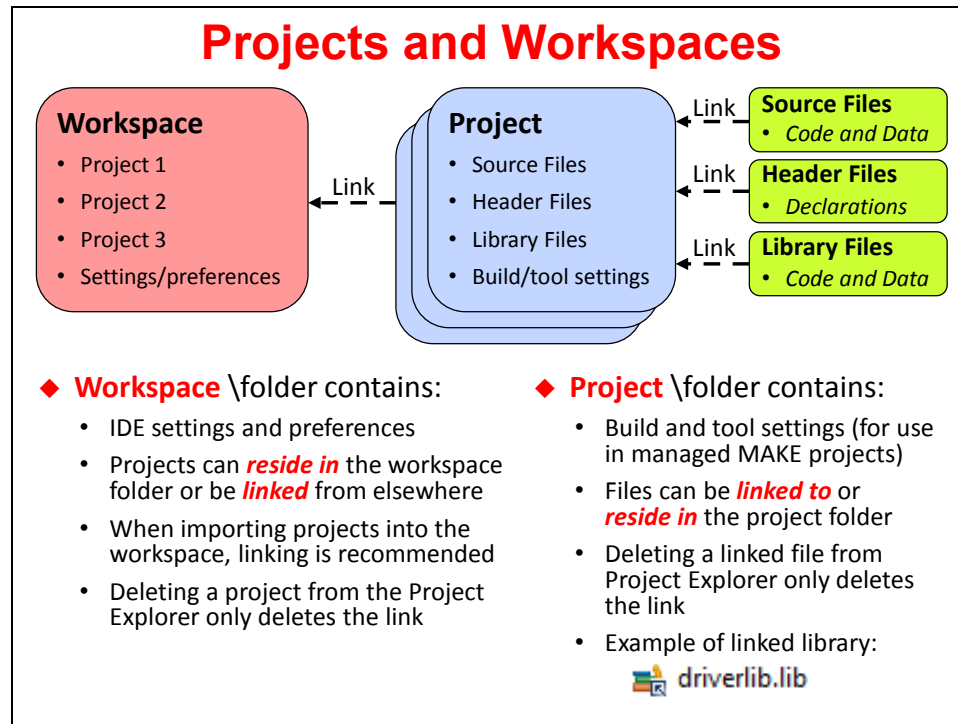 Projects and Workspaces
Workspace
• Project 1
• Project 2
• Project 3
• Settings/preferences
Link
Project
• Source Files
• Header Files
• Library Files
• Build/tool settings
Link
Source Files
• Code and Data
Link
Header Files
• Declarations
Link
Library Files
• Code and Data
◆ Workspace \folder contains:
• IDE settings and preferences
• Projects can reside in the workspace
folder or be linked from elsewhere
• When importing projects into the
workspace, linking is recommended
• Deleting a project from the Project
Explorer only deletes the link
◆ Project \folder contains:
• Build and tool settings (for use
in managed MAKE projects)
• Files can be linked to or
reside in the project folder
• Deleting a linked file from
Project Explorer only deletes
the link
• Example of linked library:
driverlib.lib